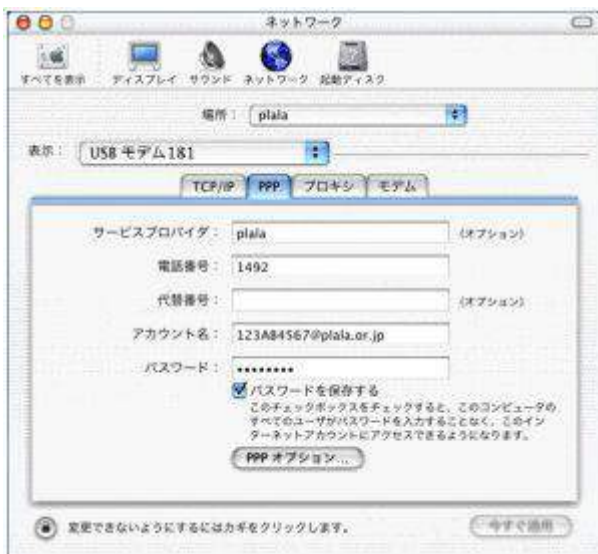 ネットワーク
すべてを表示 ディスプレイ サウンド ネットワーク 起動ディスク
場所： plala
表示： USB モデム181
TCP/IP PPP プロキシ モデム
サービスプロバイダ： plala (オプション)
電話番号： 1492
代替番号： (オプション)
アカウント名： 123A84567@plala.or.jp
パスワード： ••••••••
パスワードを保存する
このチェックボックスをチェックすると、このコンピュータの
すべてのユーザがパスワードを入力することなく、このイン
ターネットアカウントにアクセスできるようになります。
PPP オプション...
変更できないようにするにはカギをクリックします。
今すぐ適用